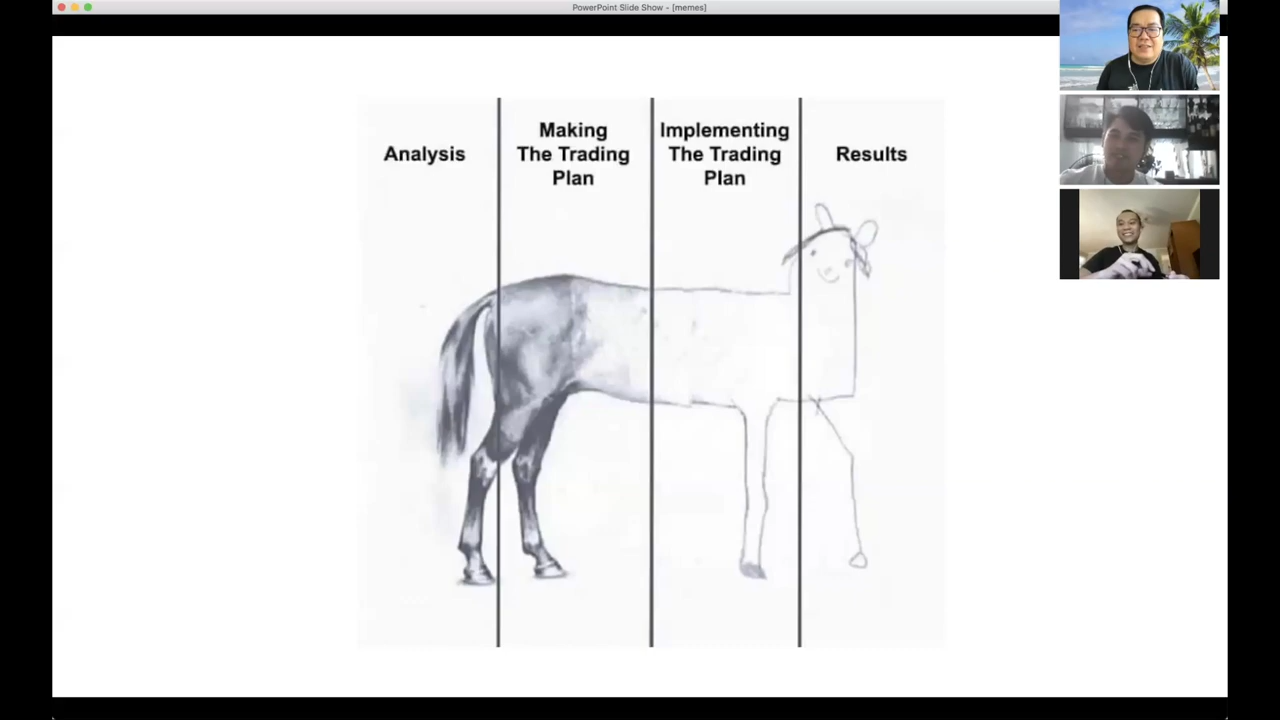 PowerPoint Slide Show - [memes]
Analysis
Making
The Trading
Plan
Implementing
The Trading
Plan
Results